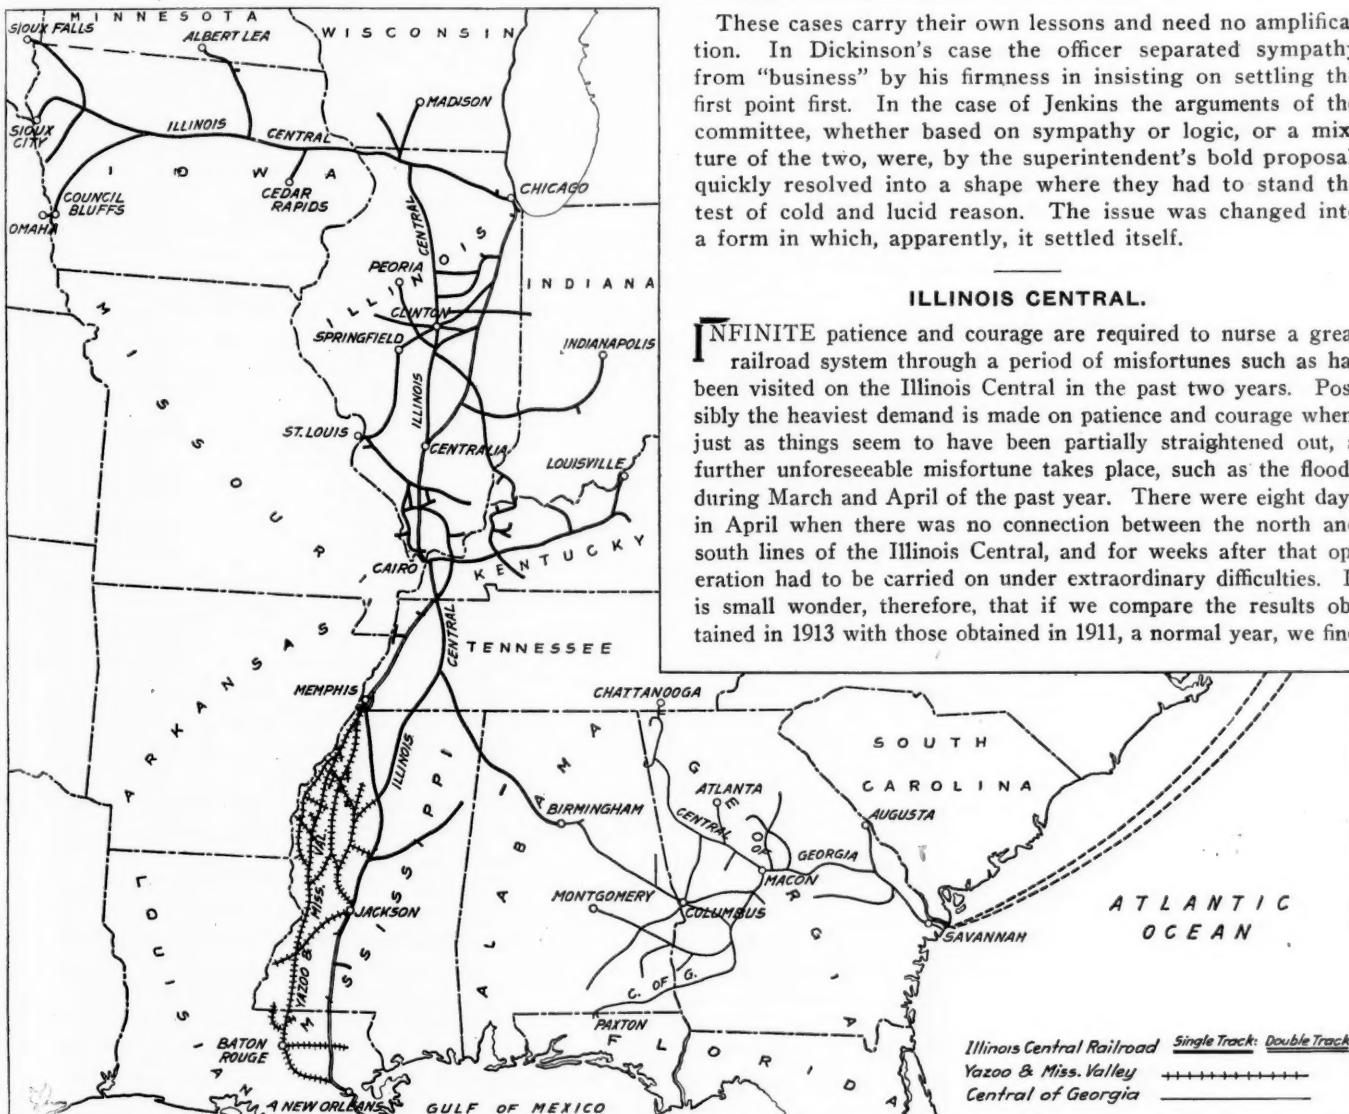 These cases carry their own lessons and need no amplifica
tion. In Dickinson's case the officer separated sympathy
from "business" by his firmness in insisting on settling th
first point first. In the case of Jenkins the arguments of th
committee, whether based on sympathy or logic, or a mix
ture of the two, were, by the superintendent's bold proposal
quickly resolved into a shape where they had to stand th
test of cold and lucid reason. The issue was changed int
a form in which, apparently, it settled itself.
ILLINOIS CENTRAL.
INFINITE patience and courage are required to nurse a grea
railroad system through a period of misfortunes such as ha
been visited on the Illinois Central in the past two years. Pos
sibly the heaviest demand is made on patience and courage when
just as things seem to have been partially straightened out,
further unforeseeable misfortune takes place, such as the flood
during March and April of the past year. There were eight day
in April when there was no connection between the north an
south lines of the Illinois Central, and for weeks after that op
eration had to be carried on under extraordinary difficulties. I
is small wonder, therefore, that if we compare the results ob
tained in 1913 with those obtained in 1911, a normal year, we fin
MINNESOTA
SIOUX FALLS
ALBERT LEA
WISCONSIN
MADISON
SIOUX CITY
ILLINOIS CENTRAL
IOWA
CEDAR RAPIDS
CHICAGO
COUNCIL BLUFFS
OMAHA
CENTRAL
ILLINOIS
PEORIA
INDIANA
CLINTON
SPRINGFIELD
INDIANAPOLIS
MISSOURI
ILLINOIS
ST. LOUIS
CENTRALIA
LOUISVILLE
CAIRO
KENTUCKY
CENTRAL
TENNESSEE
ARKANSAS
MEMPHIS
CHATTANOOGA
ILLINOIS
MISSISSIPPI
ALABAMA
GEORGIA
SOUTH
CAROLINA
ATLANTA
BIRMINGHAM
CENTRAL OF GEORGIA
AUGUSTA
MACON
YAZOO & MISS. VAL.
JACKSON
MONTGOMERY
COLUMBUS
SAVANNAH
ATLANTIC
OCEAN
LOUISIANA
C. OF G.
PAXTON
FLORIDA
BATON
ROUGE
NEW ORLEANS
GULF OF MEXICO
Illinois Central Railroad Single Track: Double Track
Yazoo & Miss. Valley
Central of Georgia